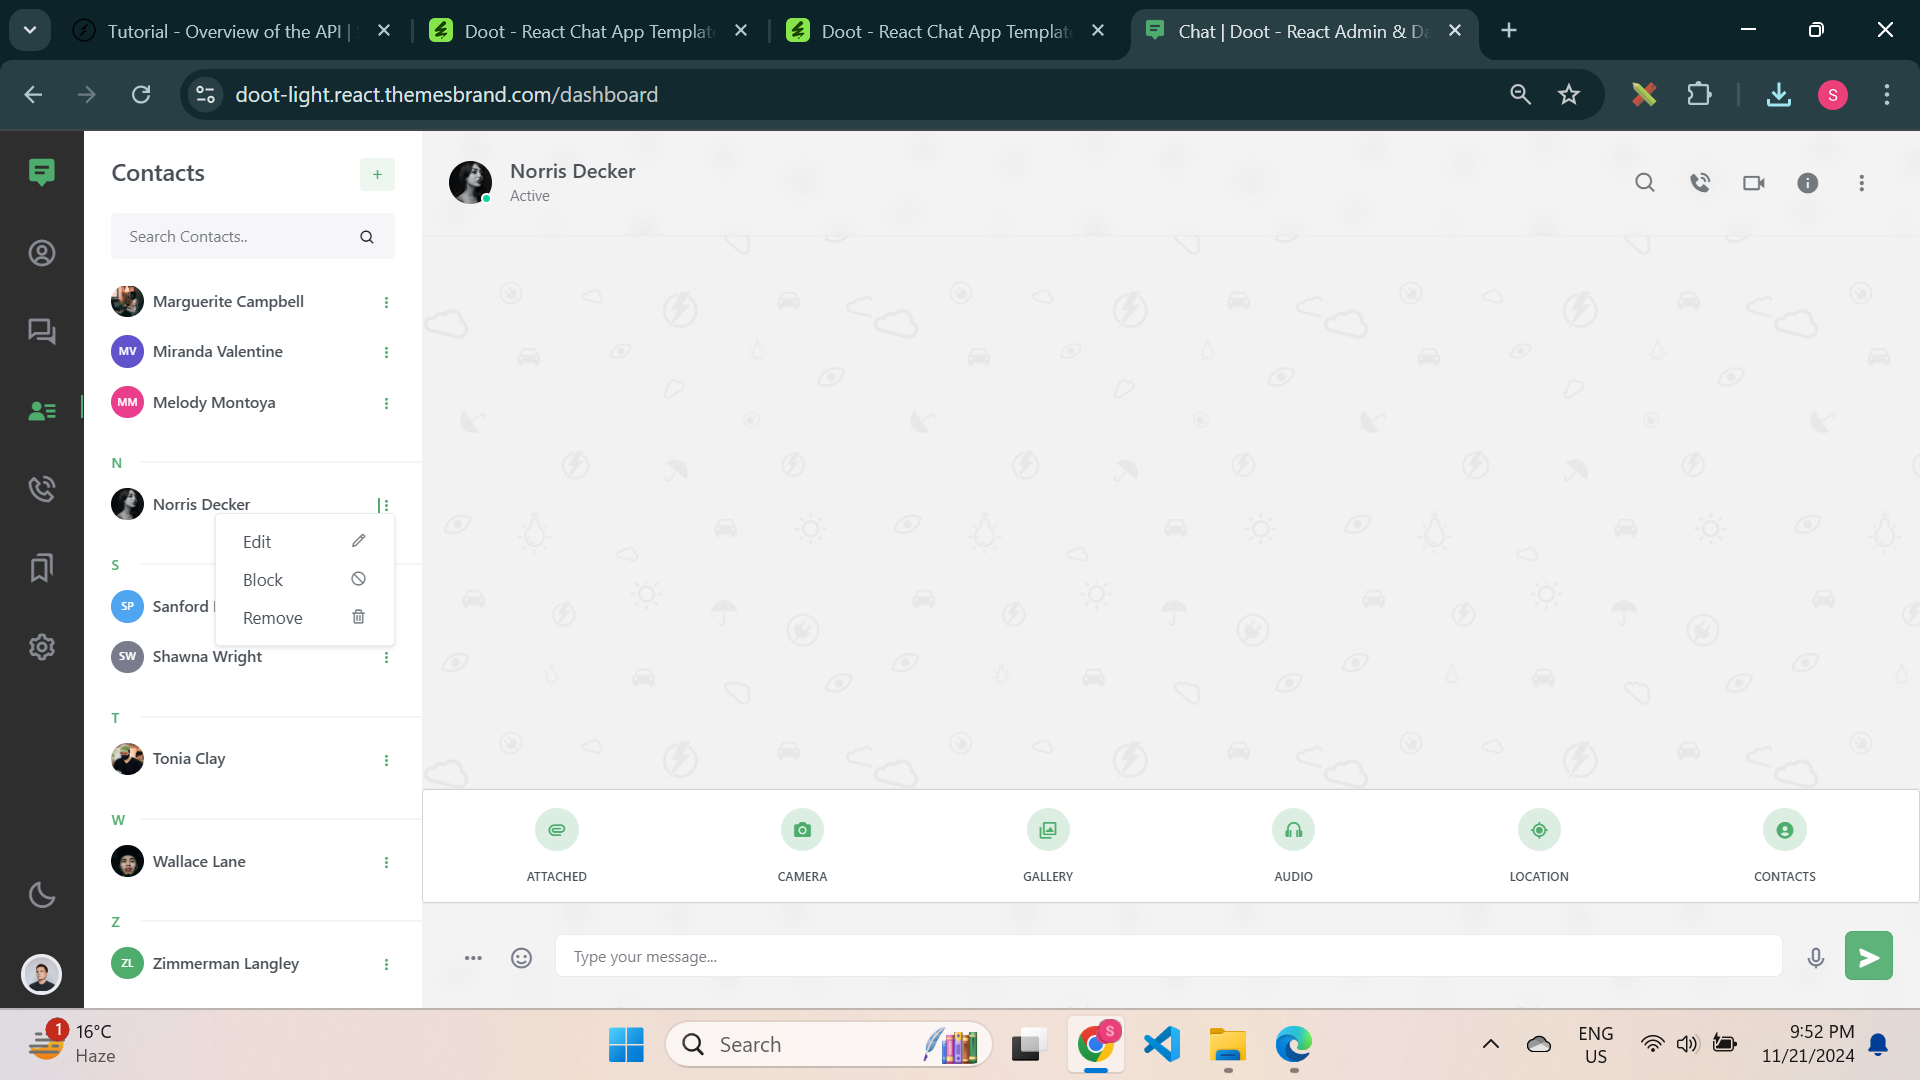 Tutorial - Overview of the API |
Doot - React Chat App Templat
Doot - React Chat App Templat
Chat | Doot - React Admin & Da
doot-light.react.themesbrand.com/dashboard
S
Contacts
+
Search Contacts..
Marguerite Campbell
MV Miranda Valentine
MM Melody Montoya
N
Norris Decker
Edit
Block
Remove
S
SP Sanford
SW Shawna Wright
T
Tonia Clay
W
Wallace Lane
Z
ZL Zimmerman Langley
Norris Decker
Active
ATTACHED
CAMERA
GALLERY
AUDIO
LOCATION
CONTACTS
Type your message...
1
16°C
Haze
Search
S
ENG
US
9:52 PM
11/21/2024